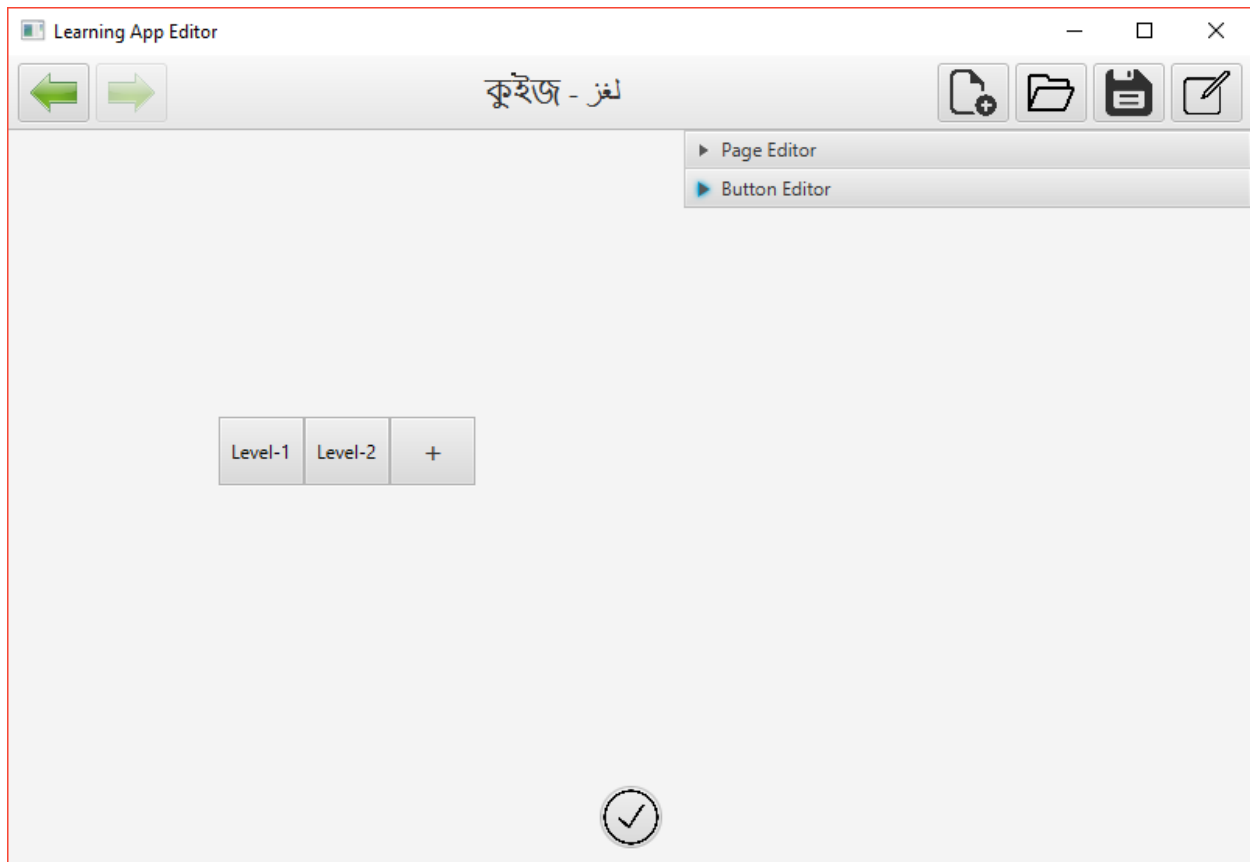 Learning App Editor
কুইজ - لغز
Page Editor
Button Editor
Level-1 Level-2 +